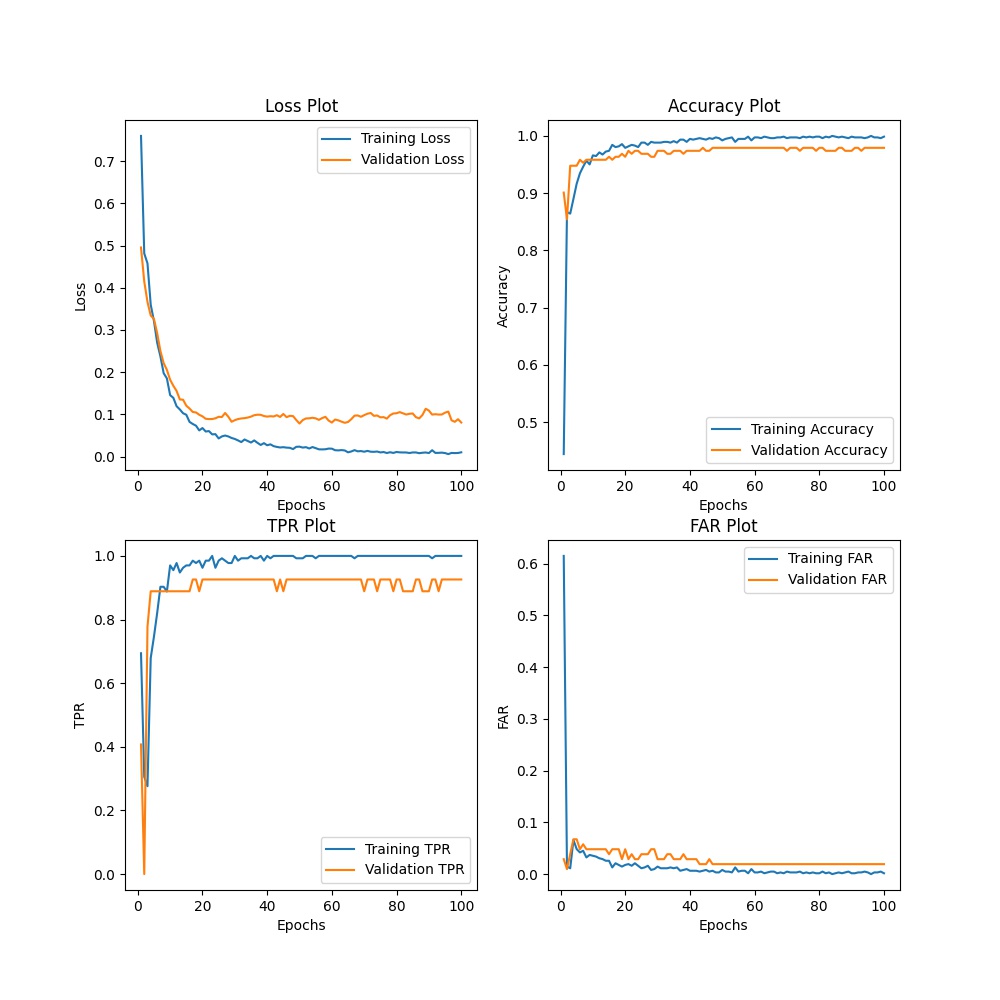 Loss Plot
Training Loss
Validation Loss
Loss
0.7
0.6
0.5
0.4
0.3
0.2
0.1
0.0
0 20 40 60 80 100
Epochs
Accuracy Plot
Accuracy
1.0
0.9
0.8
0.7
0.6
0.5
Training Accuracy
Validation Accuracy
0 20 40 60 80 100
Epochs
TPR Plot
TPR
1.0
0.8
0.6
0.4
0.2
0.0
Training TPR
Validation TPR
0 20 40 60 80 100
Epochs
FAR Plot
Training FAR
Validation FAR
FAR
0.6
0.5
0.4
0.3
0.2
0.1
0.0
0 20 40 60 80 100
Epochs